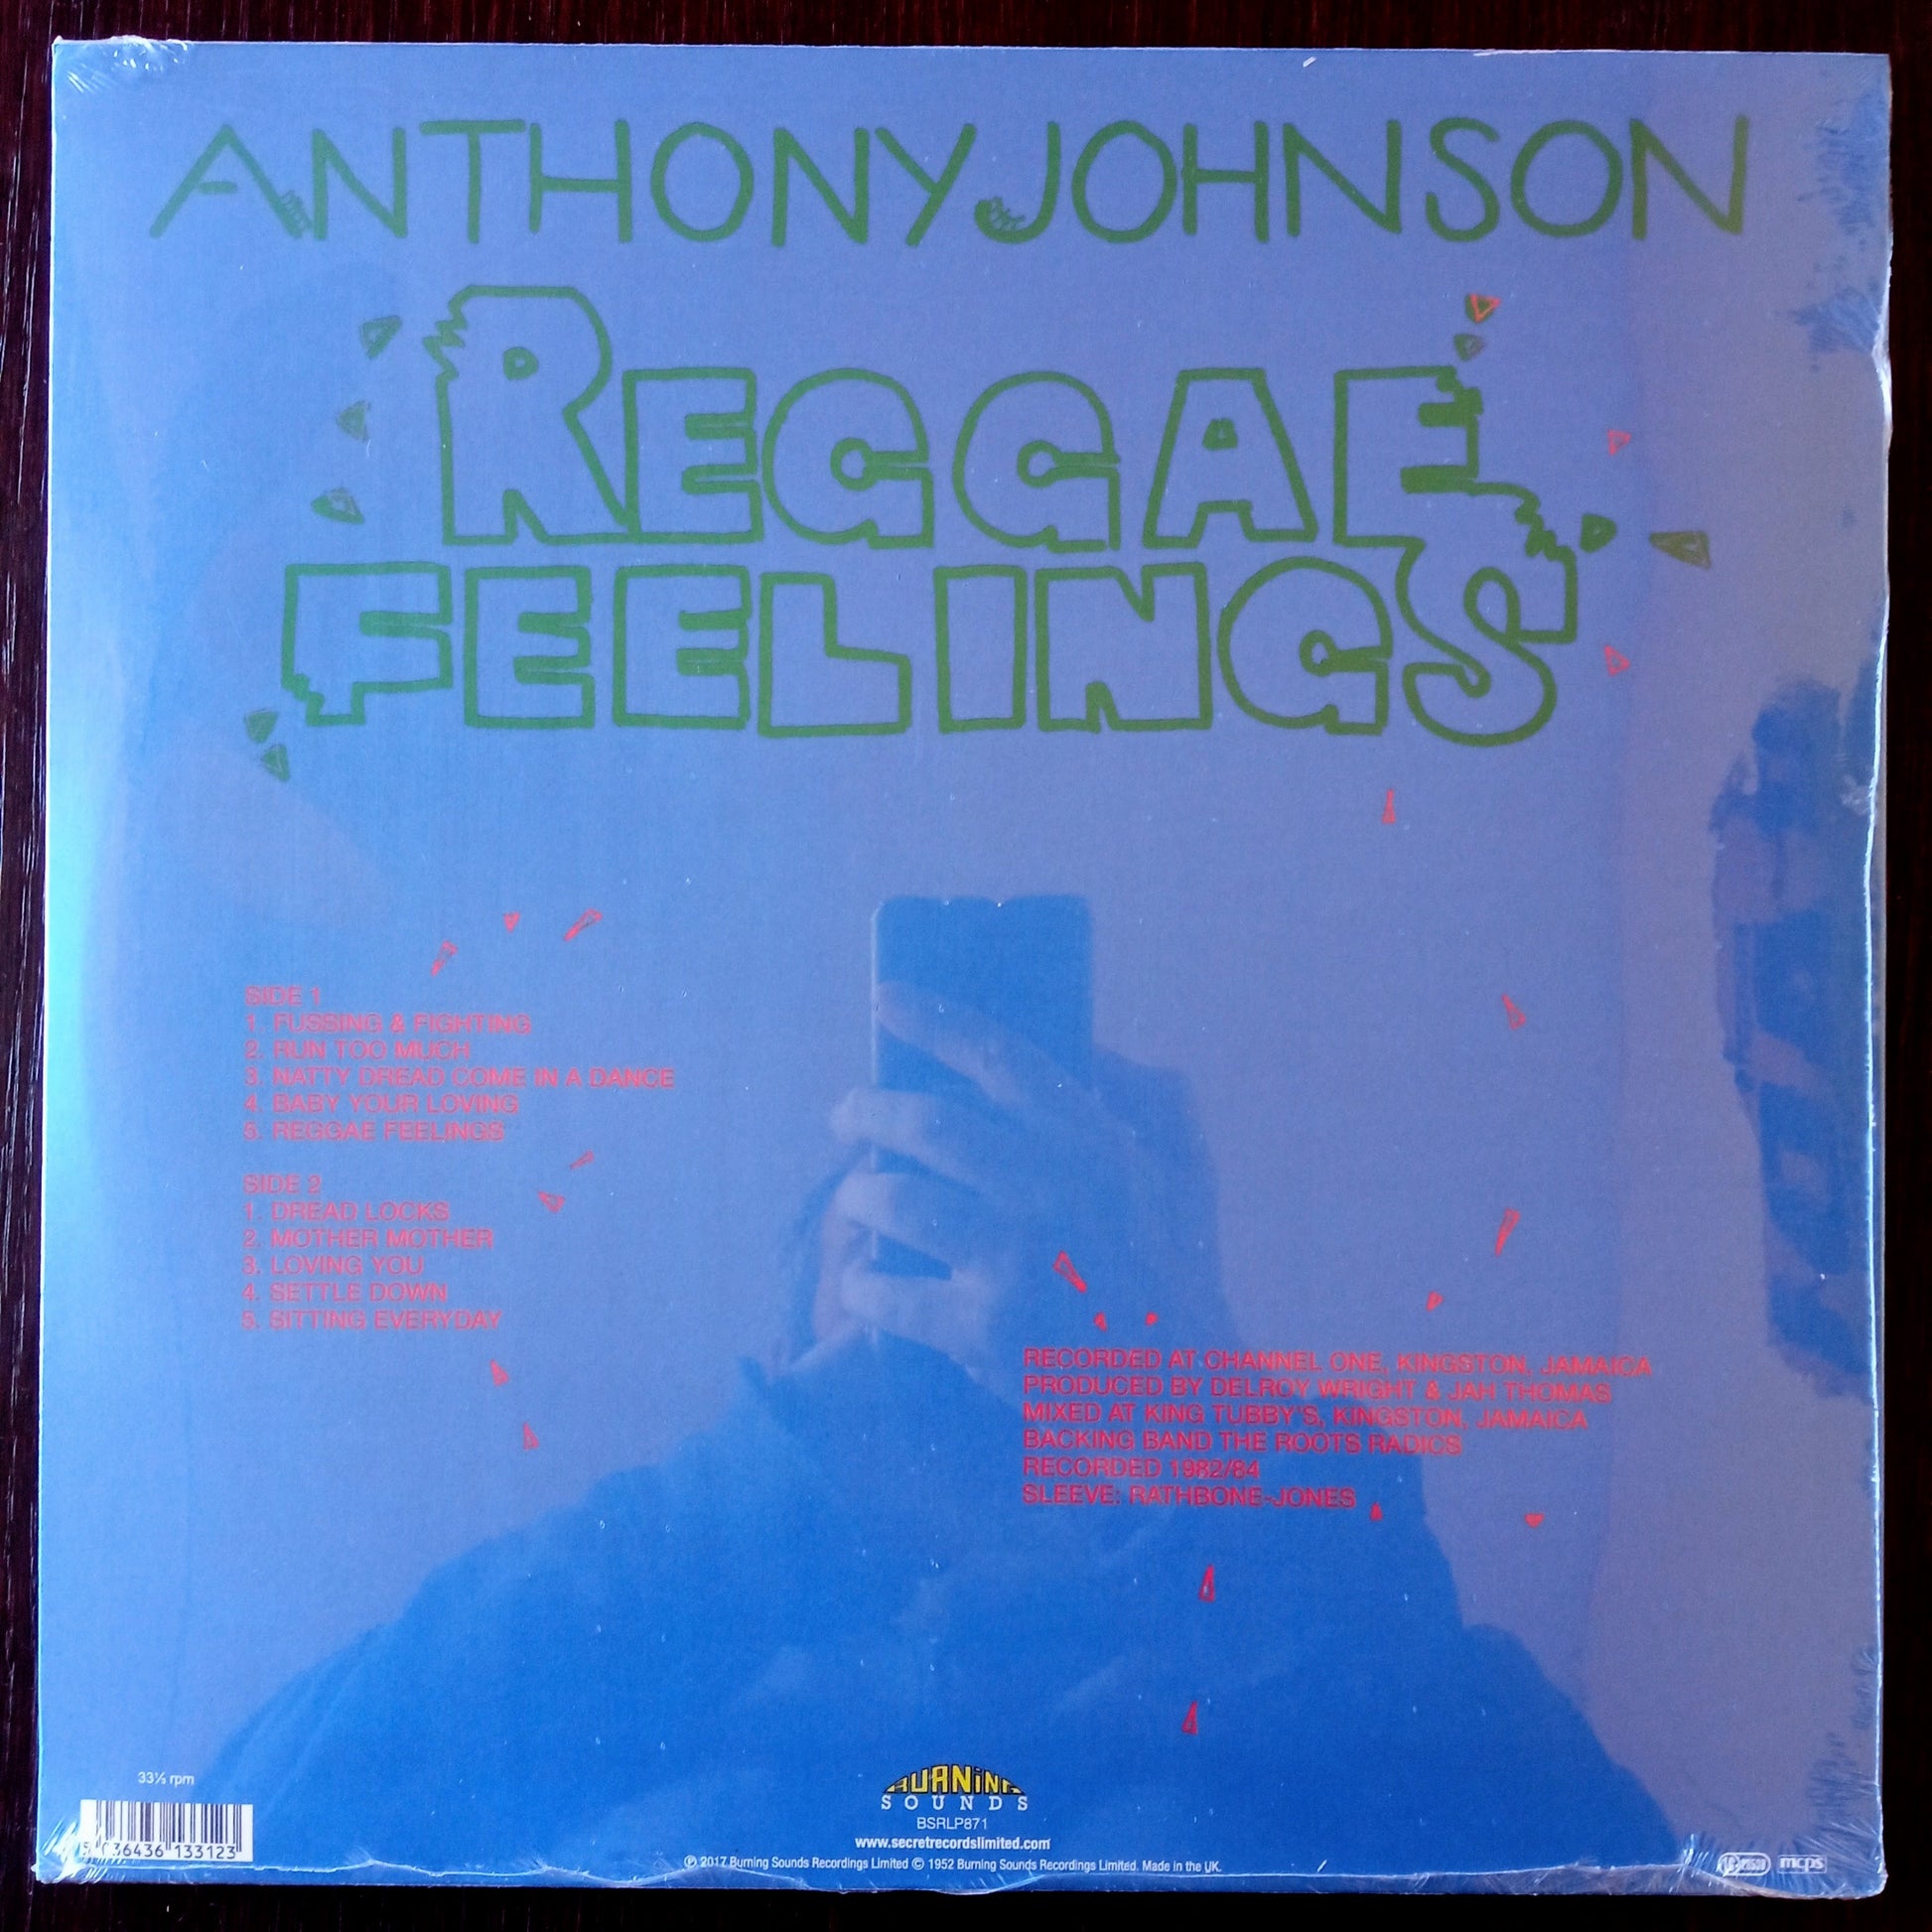 ANTHONY JOHNSON
REGGAE
FEELINGS
SIDE 1
1. FUSSING & FIGHTING
2. RUN TOO MUCH
3. NATTY DREAD COME IN A DANCE
4. BABY YOUR LOVING
5. REGGAE FEELINGS
SIDE 2
1. DREAD LOCKS
2. MOTHER MOTHER
3. LOVING YOU
4. SETTLE DOWN
5. SITTING EVERYDAY
RECORDED AT CHANNEL ONE, KINGSTON, JAMAICA
PRODUCED BY DELROY WRIGHT & JAH THOMAS
MIXED AT KING TUBBY'S, KINGSTON, JAMAICA
BACKING BAND THE ROOTS RADICS
RECORDED 1982/84
SLEEVE: RATHBONE-JONES
33⅓ rpm
5 036436 133123
BURNING
SOUNDS
BSRLP871
www.secretrecordslimited.com
℗ 2017 Burning Sounds Recordings Limited © 1952 Burning Sounds Recordings Limited. Made in the UK.
mcps